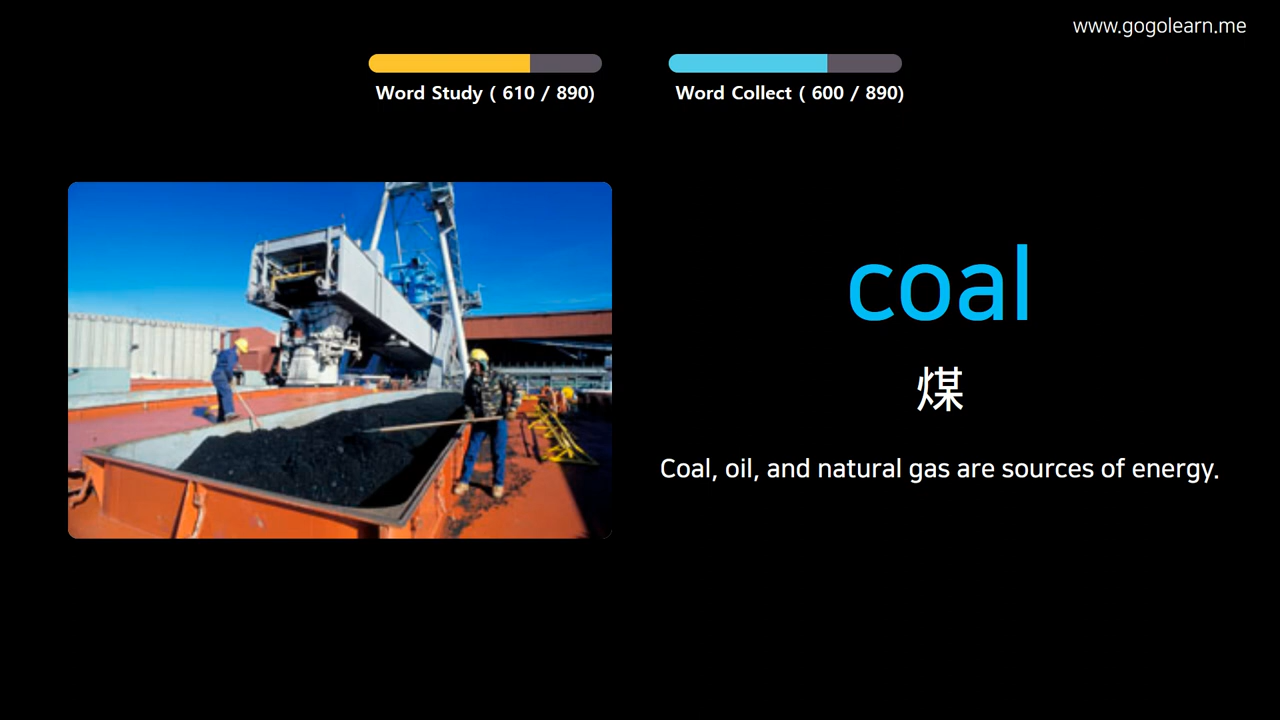 www.gogolearn.me
Word Study ( 610 / 890)
Word Collect ( 600 / 890)
coal
煤
Coal, oil, and natural gas are sources of energy.